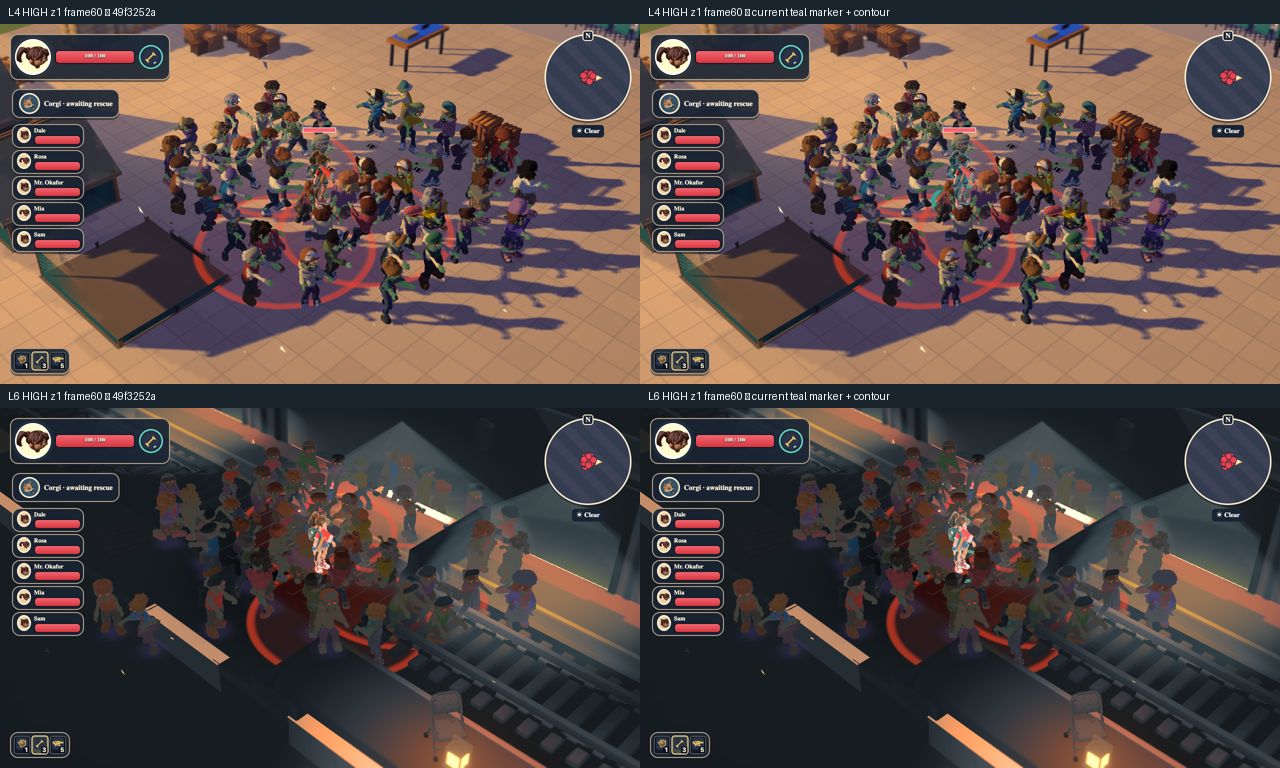 L4 HIGH z1 frame60 49f3252a
100 / 100
Corgi · awaiting rescue
Dale
Rosa
Mr. Okafor
Mia
Sam
N
Clear
1
3
5
L4 HIGH z1 frame60 current teal marker + contour
100 / 100
Corgi · awaiting rescue
Dale
Rosa
Mr. Okafor
Mia
Sam
N
Clear
1
3
5
L6 HIGH z1 frame60 49f3252a
100 / 100
Corgi · awaiting rescue
Dale
Rosa
Mr. Okafor
Mia
Sam
N
Clear
1
3
5
L6 HIGH z1 frame60 current teal marker + contour
100 / 100
Corgi · awaiting rescue
Dale
Rosa
Mr. Okafor
Mia
Sam
N
Clear
1
3
5